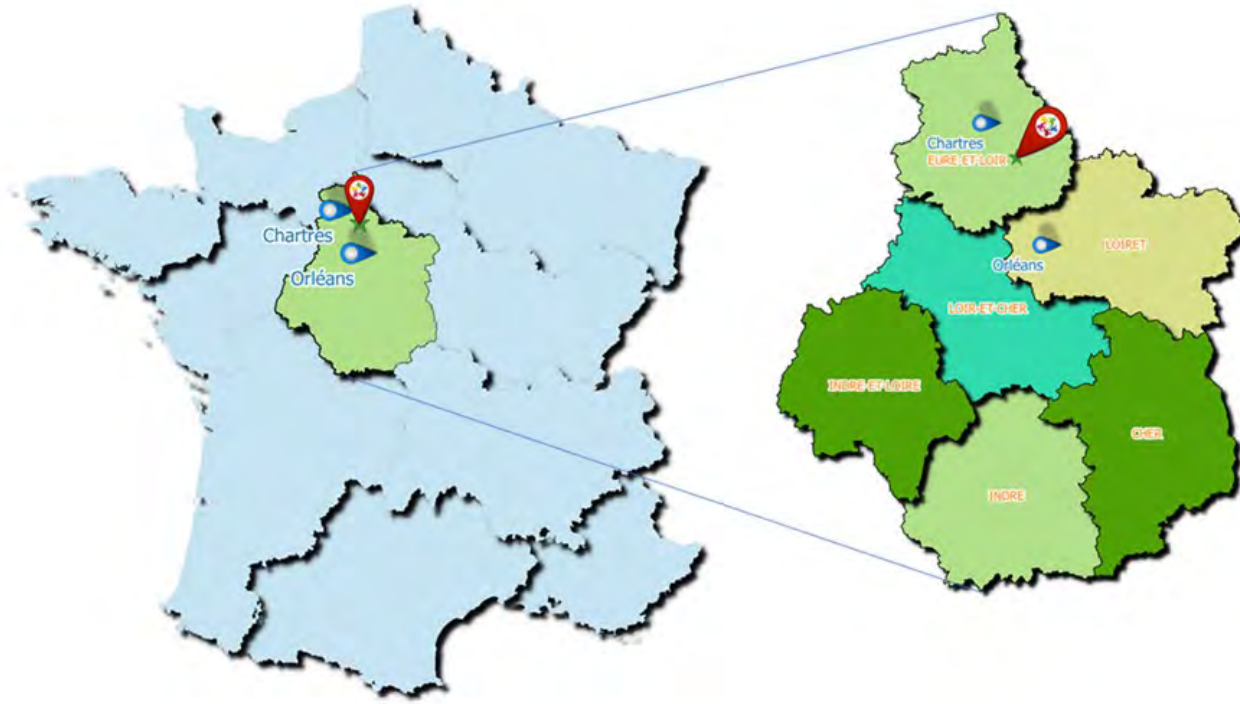 Chartres
Orléans
Chartres
EURE-ET-LOIR
LOIRET
Orléans
LOIR-ET-CHER
INDRE-ET-LOIRE
CHER
INDRE